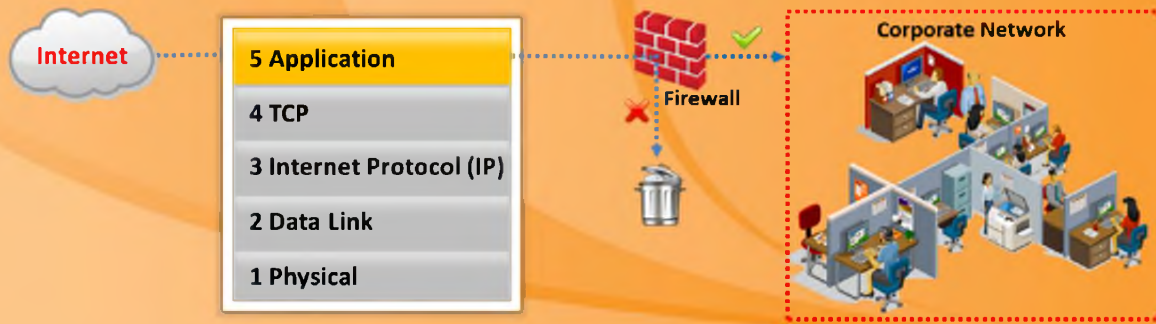 Internet
5 Application
4 TCP
3 Internet Protocol (IP)
2 Data Link
1 Physical
Firewall
Corporate Network